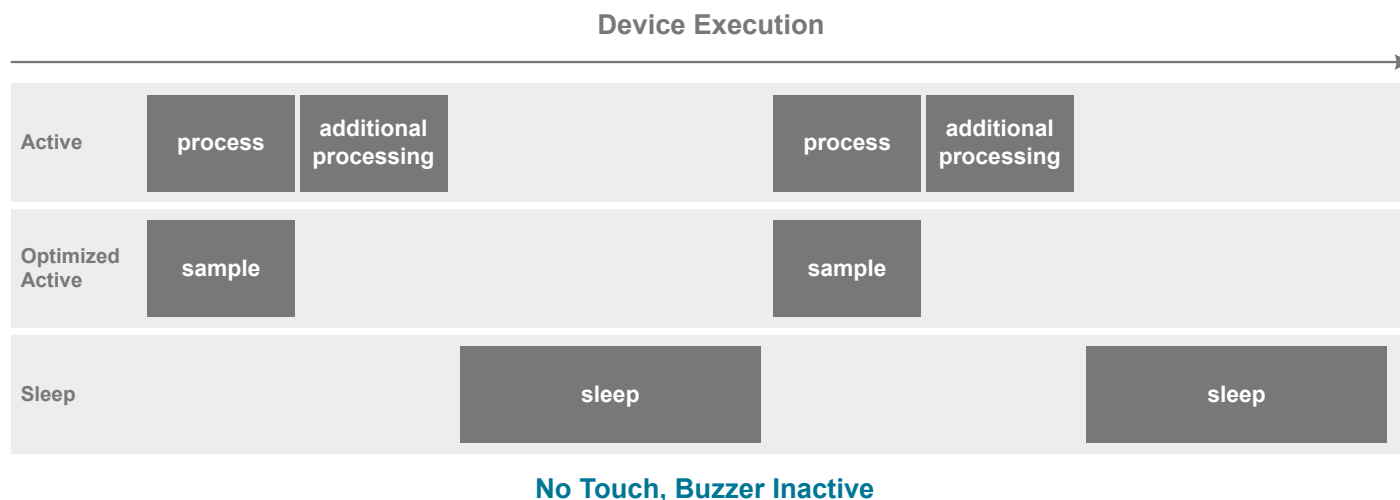 Device Execution
Active
process
additional
processing
process
additional
processing
Optimized
Active
sample
sample
Sleep
sleep
sleep
No Touch, Buzzer Inactive